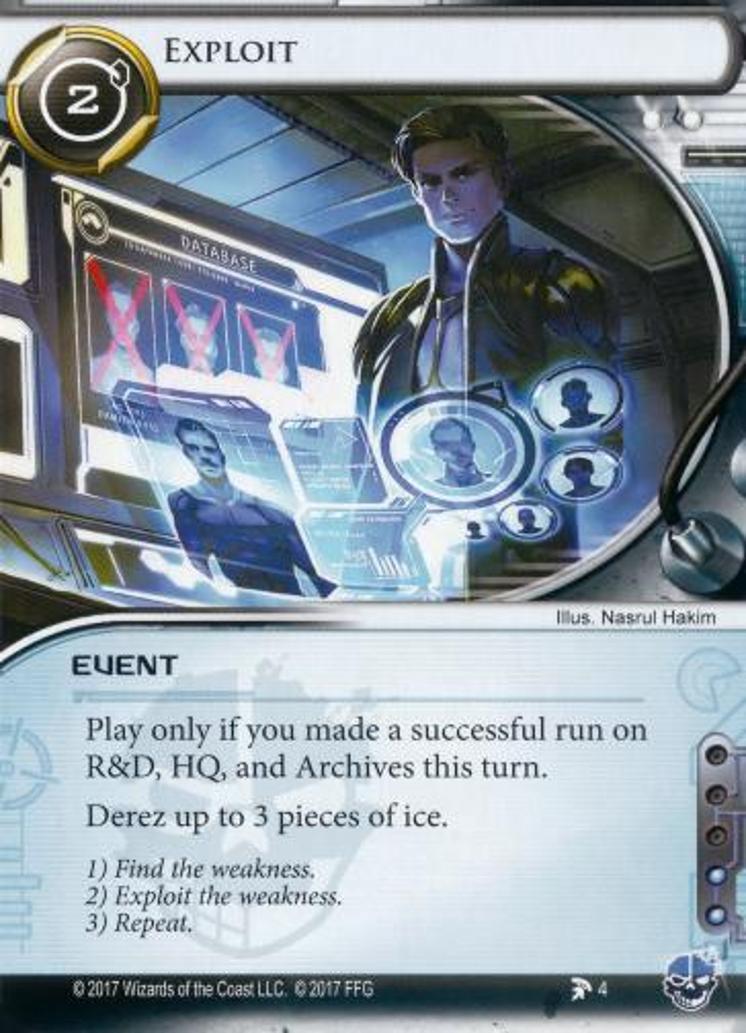 Exploit
2
DATABASE
Illus. Nasrul Hakim
EVENT
Play only if you made a successful run on
R&D, HQ, and Archives this turn.
Derez up to 3 pieces of ice.
1) Find the weakness.
2) Exploit the weakness.
3) Repeat.
© 2017 Wizards of the Coast LLC. © 2017 FFG
4